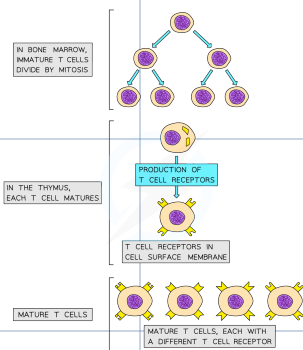 IN BONE MARROW,
IMMATURE T CELLS
DIVIDE BY MITOSIS
PRODUCTION OF
T CELL RECEPTORS
IN THE THYMUS,
EACH T CELL MATURES
T CELL RECEPTORS IN
CELL SURFACE MEMBRANE
MATURE T CELLS
MATURE T CELLS, EACH WITH
A DIFFERENT T CELL RECEPTOR